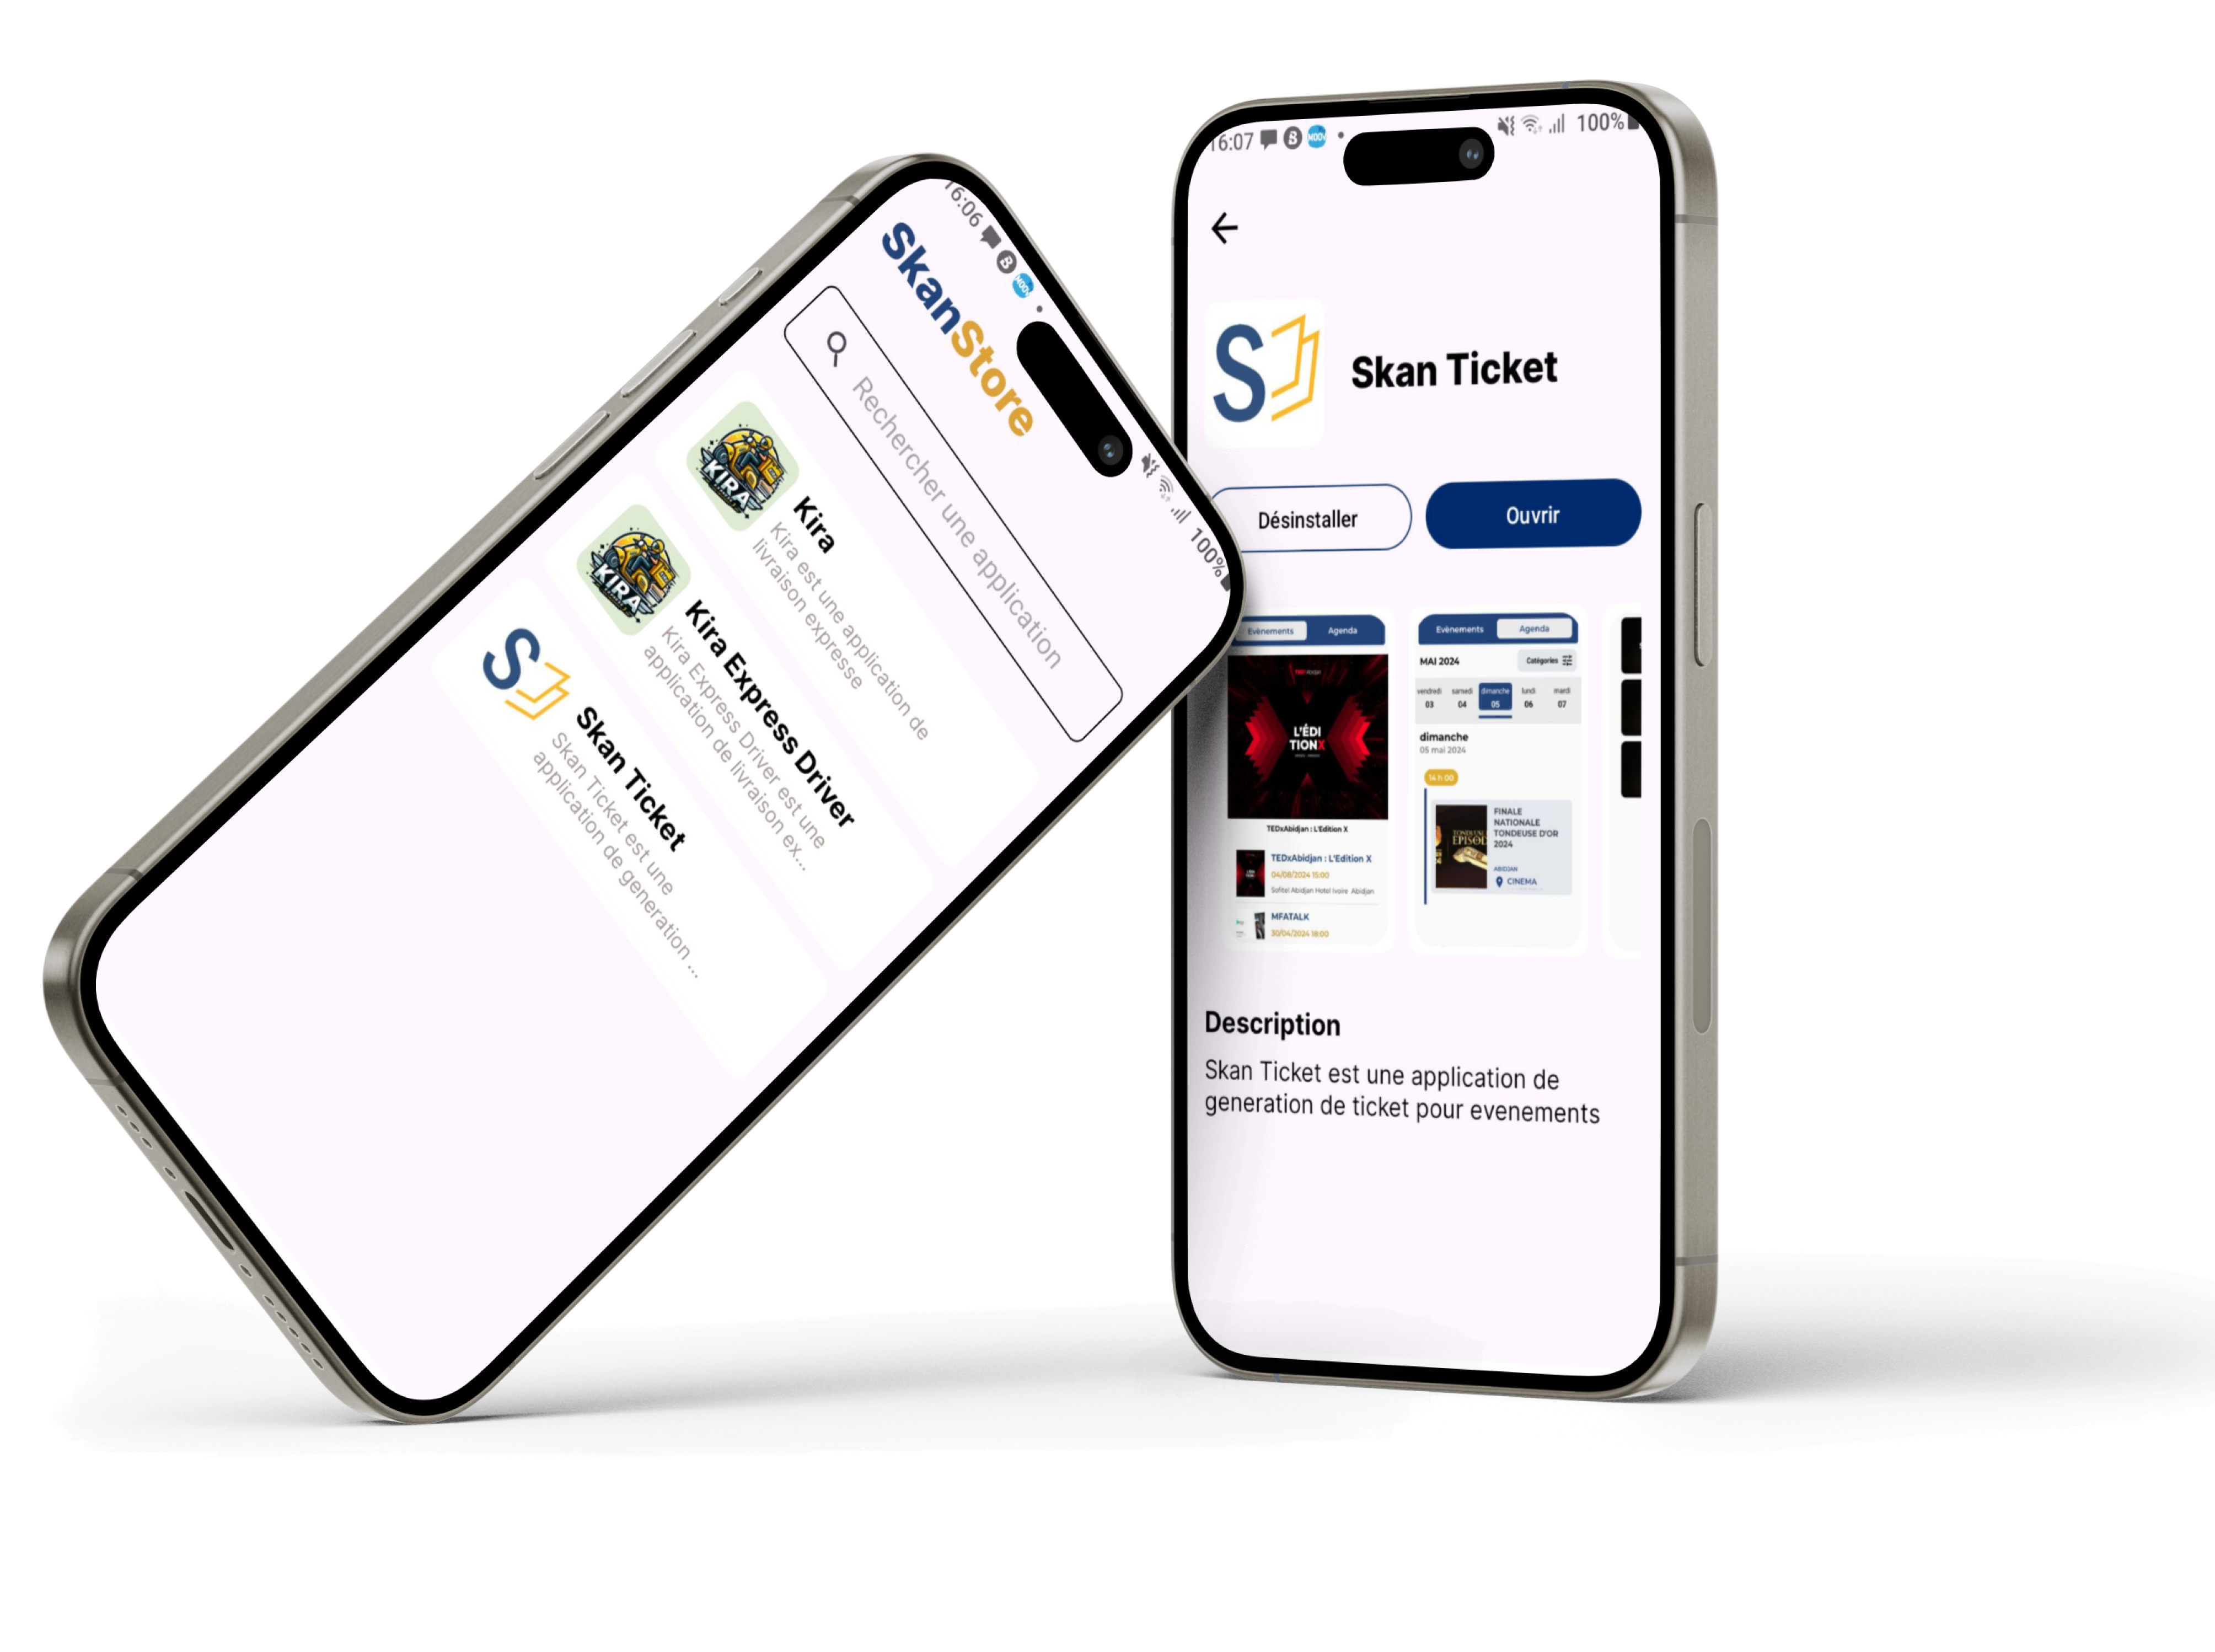 16:06
100%
SkanStore
Rechercher une application
KIRA
Kira
Kira est une application de
livraison expresse
KIRA
Kira Express Driver
Kira Express Driver est une
application de livraison ex...
Skan Ticket
Skan Ticket est une
application de generation ...
16:07
100%
Skan Ticket
Désinstaller
Ouvrir
Evènements
Agenda
L'ÉDI
TIONX
TEDxAbidjan : L'Edition X
TEDxAbidjan : L'Edition X
04/08/2024 15:00
Sofitel Abidjan Hotel Ivoire Abidjan
MFATALK
30/04/2024 18:00
Evènements
Agenda
MAI 2024
Catégories
vendredi samedi dimanche lundi mardi
03 04 05 06 07
dimanche
05 mai 2024
14 h 00
FINALE
NATIONALE
TONDEUSE D'OR
2024
ABIDJAN
CINEMA
Description
Skan Ticket est une application de
generation de ticket pour evenements